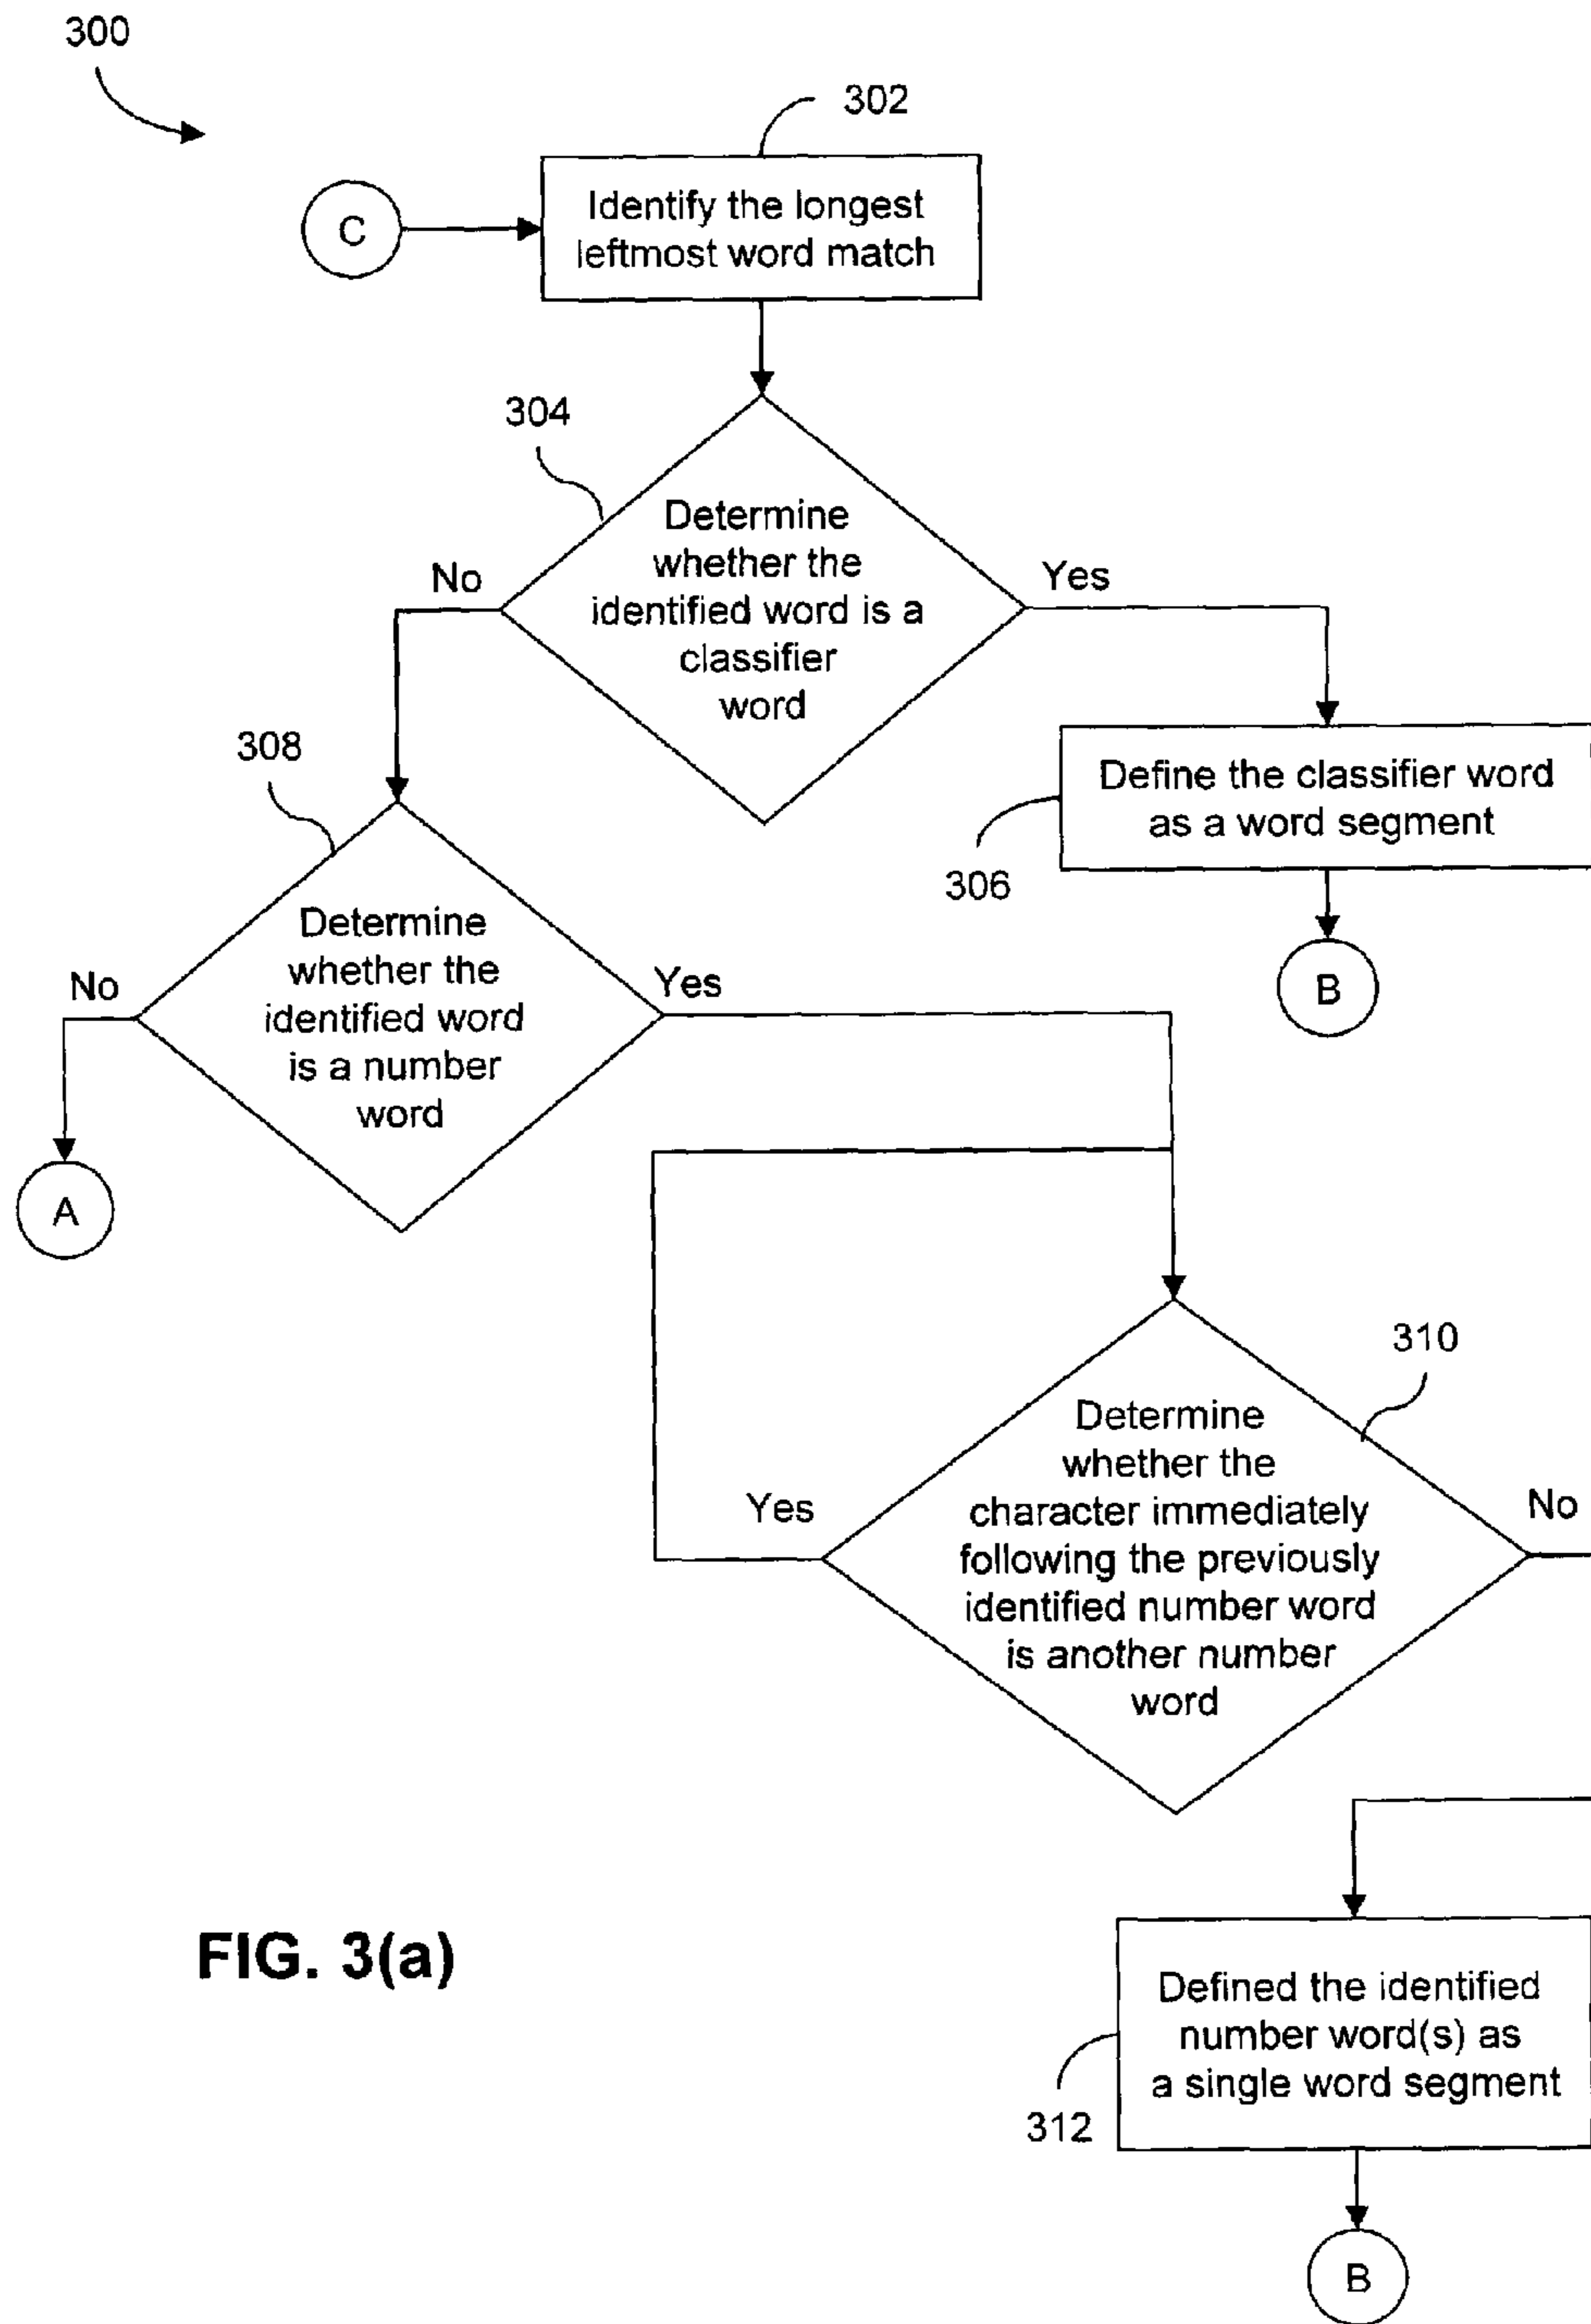 300
302
C
Identify the longest
leftmost word match
304
Determine
whether the
identified word is a
classifier
word
No
Yes
308
Define the classifier word
as a word segment
306
B
Determine
whether the
identified word
is a number
word
No
Yes
A
310
Determine
whether the
character immediately
following the previously
identified number word
is another number
word
Yes
No
FIG. 3(a)
Defined the identified
number word(s) as
a single word segment
312
B